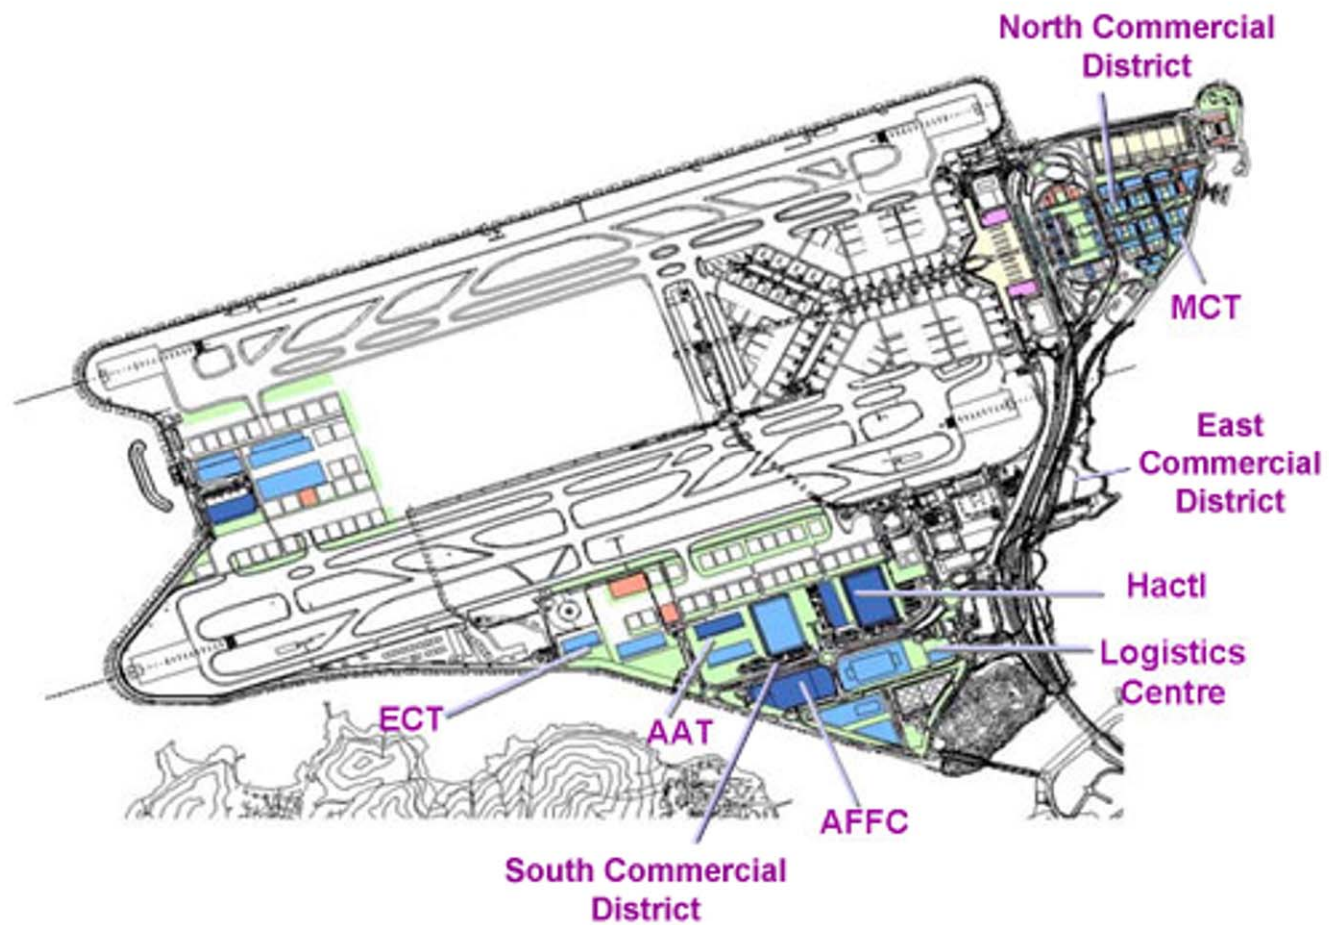 North Commercial
District
MCT
East
Commercial
District
Hactl
Logistics
Centre
ECT
AAT
AFFC
South Commercial
District